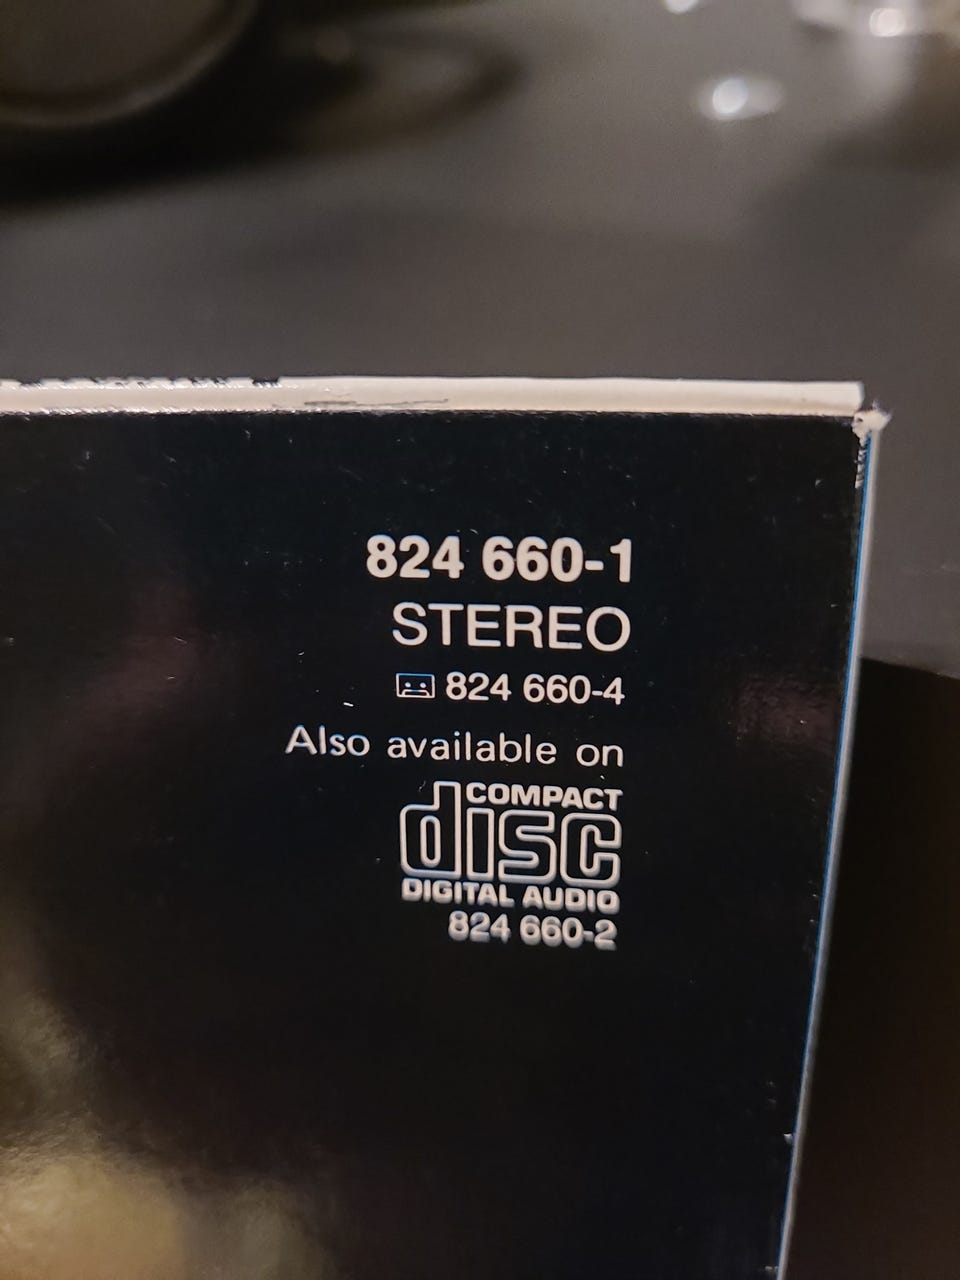 824 660-1
STEREO
824 660-4
Also available on
COMPACT
disc
DIGITAL AUDIO
824 660-2